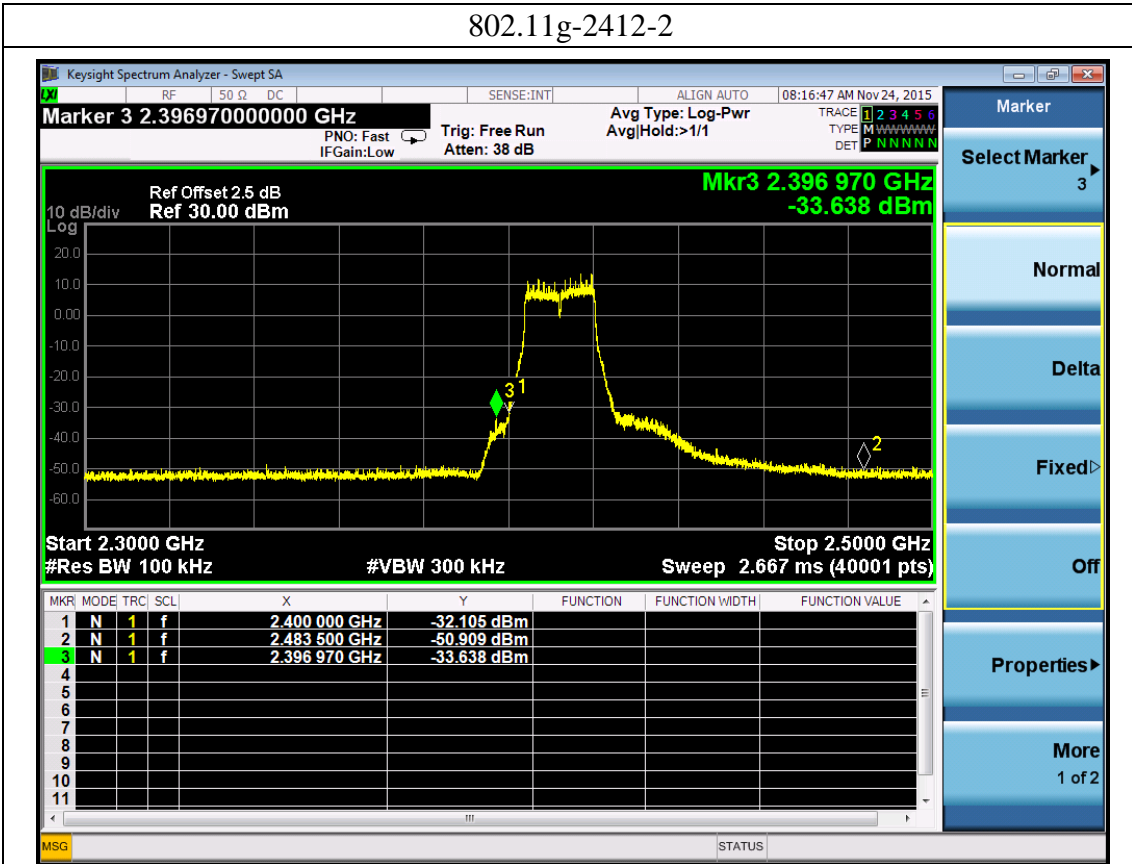 802.11g-2412-2
Keysight Spectrum Analyzer - Swept SA
LXI RF 50 Ω DC SENSE:INT ALIGN AUTO 08:16:47 AM Nov 24, 2015
Marker 3 2.396970000000 GHz
PNO: Fast
IFGain:Low
Trig: Free Run
Atten: 38 dB
Avg Type: Log-Pwr
Avg|Hold:>1/1
TRACE 1 2 3 4 5 6
TYPE M WWWWW
DET P N N N N N
Mkr3 2.396 970 GHz
-33.638 dBm
Ref Offset 2.5 dB
10 dB/div Ref 30.00 dBm
Log
20.0
10.0
0.00
-10.0
-20.0
-30.0
-40.0
-50.0
-60.0
3 1
2
Start 2.3000 GHz Stop 2.5000 GHz
#Res BW 100 kHz #VBW 300 kHz Sweep 2.667 ms (40001 pts)
MKR MODE TRC SCL X Y FUNCTION FUNCTION WIDTH FUNCTION VALUE
1 N 1 f 2.400 000 GHz -32.105 dBm
2 N 1 f 2.483 500 GHz -50.909 dBm
3 N 1 f 2.396 970 GHz -33.638 dBm
4
5
6
7
8
9
10
11
MSG STATUS
Marker
Select Marker
3
Normal
Delta
Fixed
Off
Properties
More
1 of 2